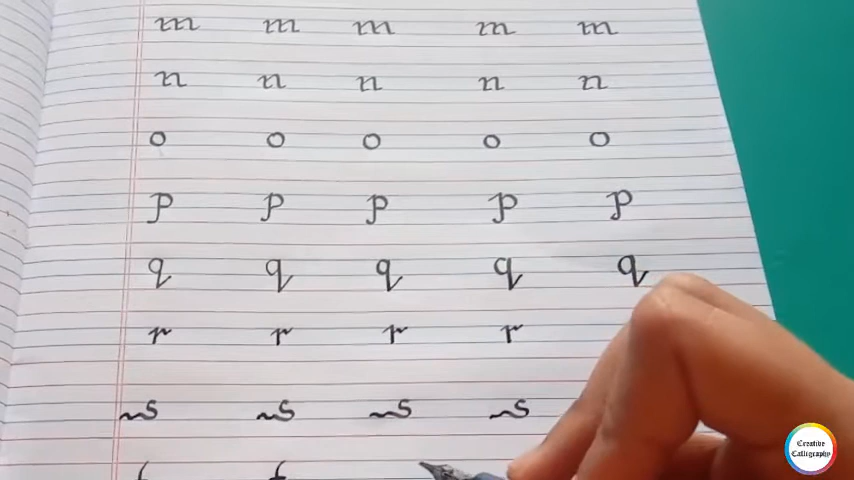 m m m m m
n n n n n
o o o o o
p p p p p
q q q q q
r r r r
s s s s
Creative
Calligraphy